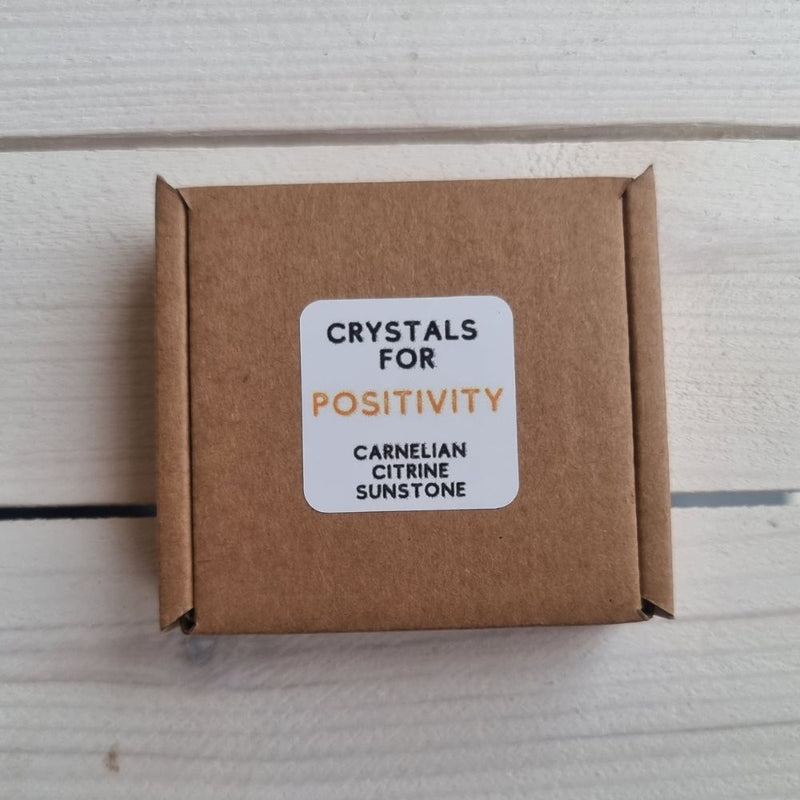 CRYSTALS
FOR
POSITIVITY
CARNELIAN
CITRINE
SUNSTONE